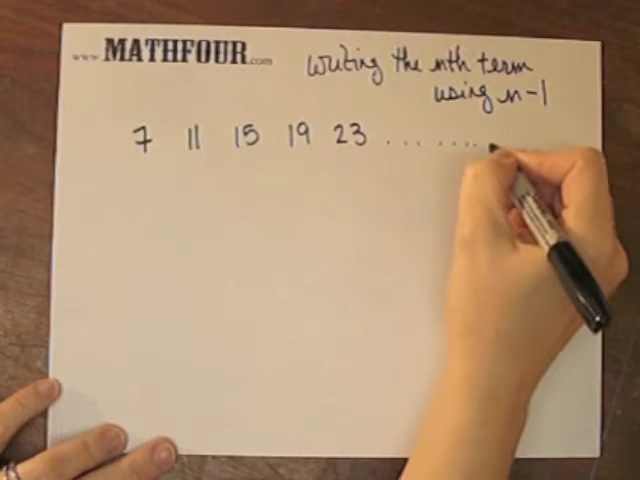 www.MATHFOUR.com
writing the nth term
using n-1
7 11 15 19 23 ... ....